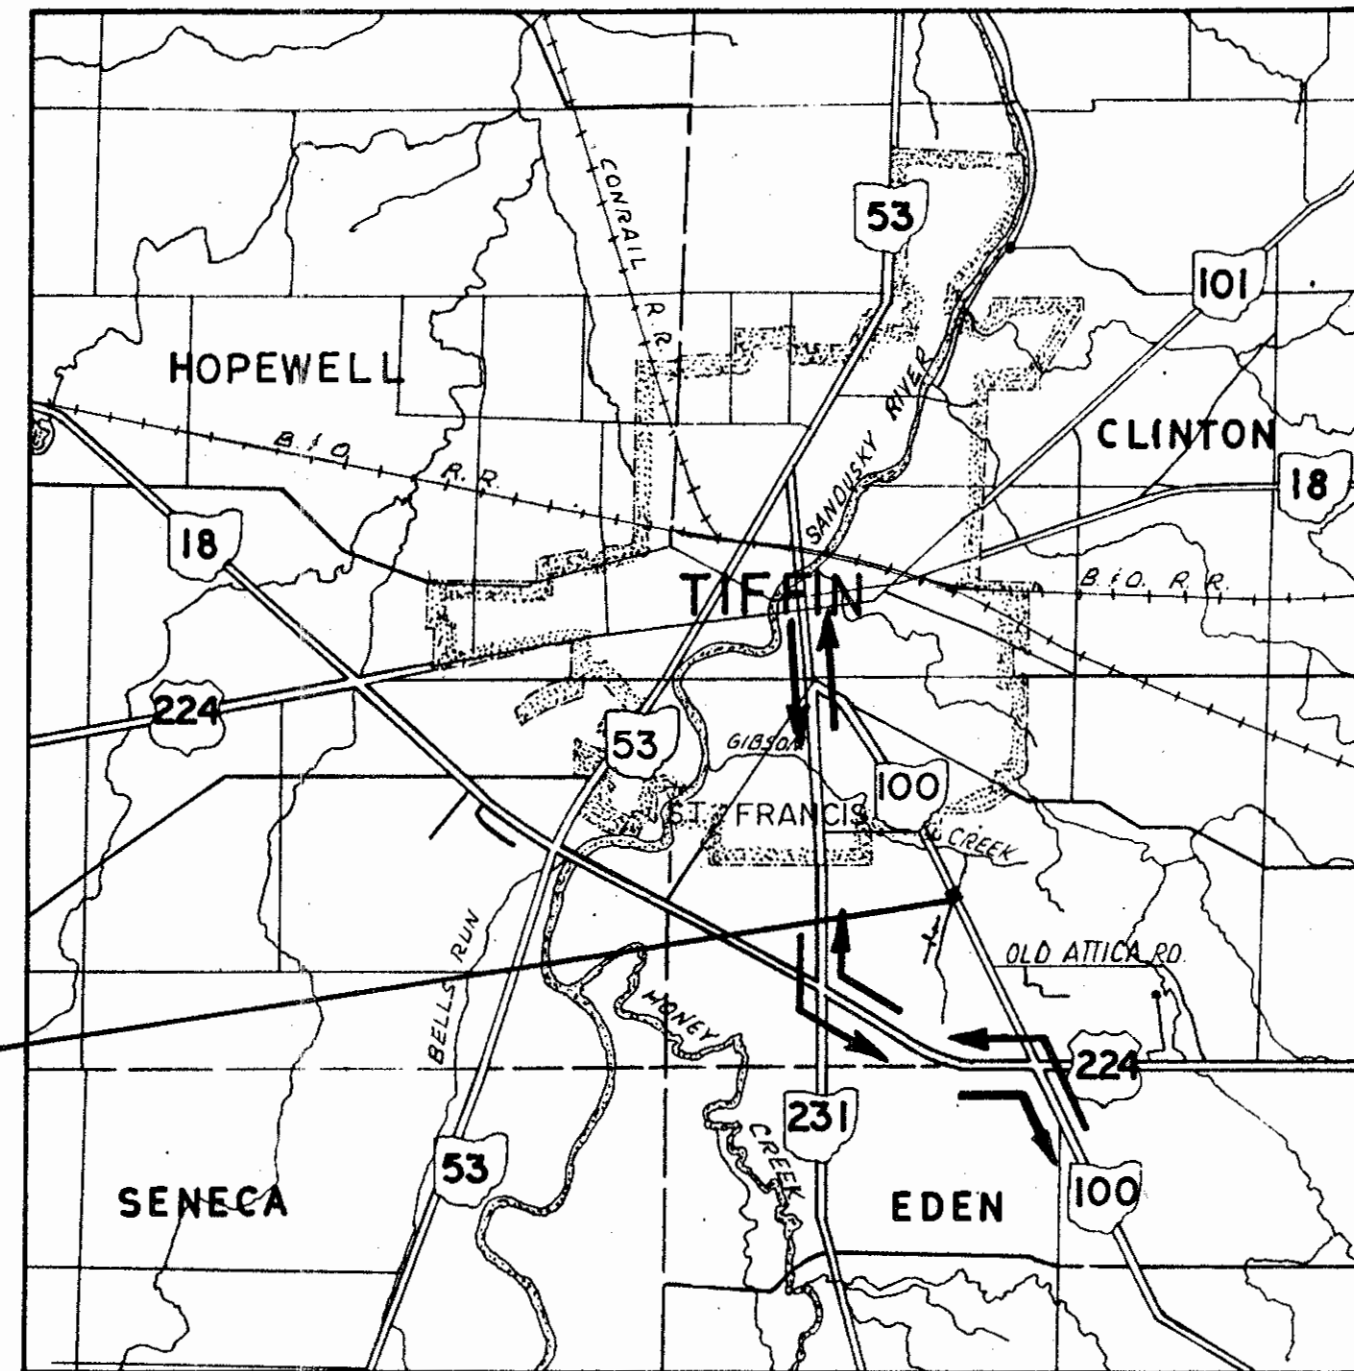 53
CONRAIL R.R.
101
HOPEWELL
SANDUSKY RIVER
CLINTON
B. & O. R. R.
18
18
TIFFIN
B. & O. R. R.
224
53
GIBSON
100
ST. FRANCIS
CREEK
BELLS RUN
OLD ATTICA RD.
HONEY
224
231
CREEK
53
SENECA
EDEN
100